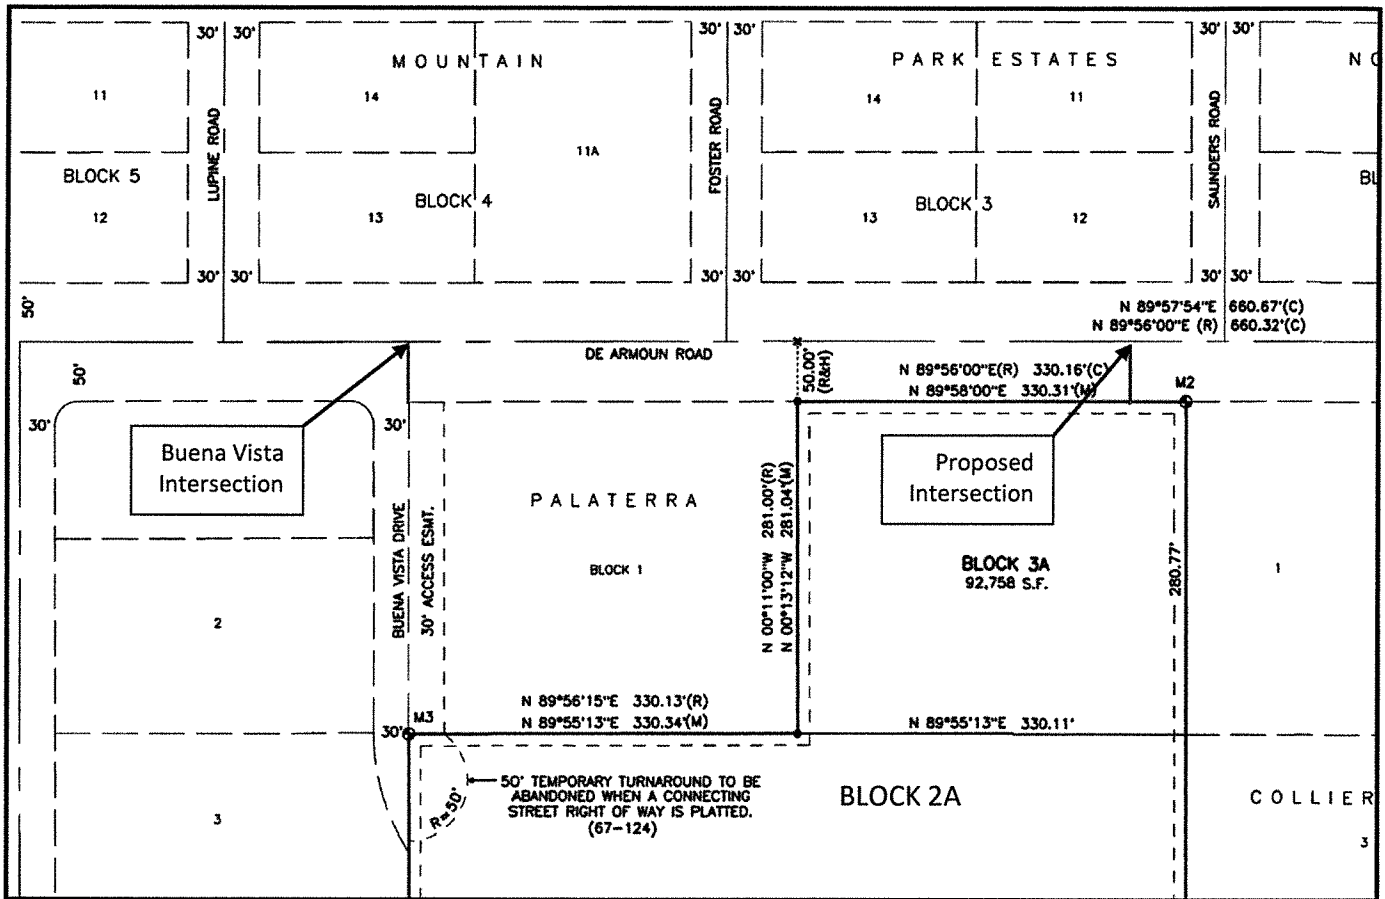 30' 30' 30' 30' 30' 30'
MOUNTAIN PARK ESTATES
11 14 14 11
LUPINE ROAD
FOSTER ROAD
SAUNDERS ROAD
11A
BLOCK 5
BLOCK 4
BLOCK 3
12 13 13 12
30' 30' 30' 30' 30' 30'
50'
N 89°57'54"E 660.67'(C)
N 89°56'00"E (R) 660.32'(C)
DE ARMOUN ROAD
50'
50.00'
(R&H)
N 89°56'00"E(R) 330.16'(C)
N 89°58'00"E 330.31'(M)
M2
30' 30'
Buena Vista
Intersection
Proposed
Intersection
PALATERRA
BUENA VISTA DRIVE
30' ACCESS ESMT.
N 00°11'00"W 281.00'(R)
N 00°13'12"W 281.04'(M)
BLOCK 1
BLOCK 3A
92,758 S.F.
280.77'
1
2
N 89°56'15"E 330.13'(R)
N 89°55'13"E 330.34'(M)
N 89°55'13"E 330.11'
M3
30'
50' TEMPORARY TURNAROUND TO BE
ABANDONED WHEN A CONNECTING
STREET RIGHT OF WAY IS PLATTED.
(67-124)
R=50'
BLOCK 2A
COLLIER
3
3